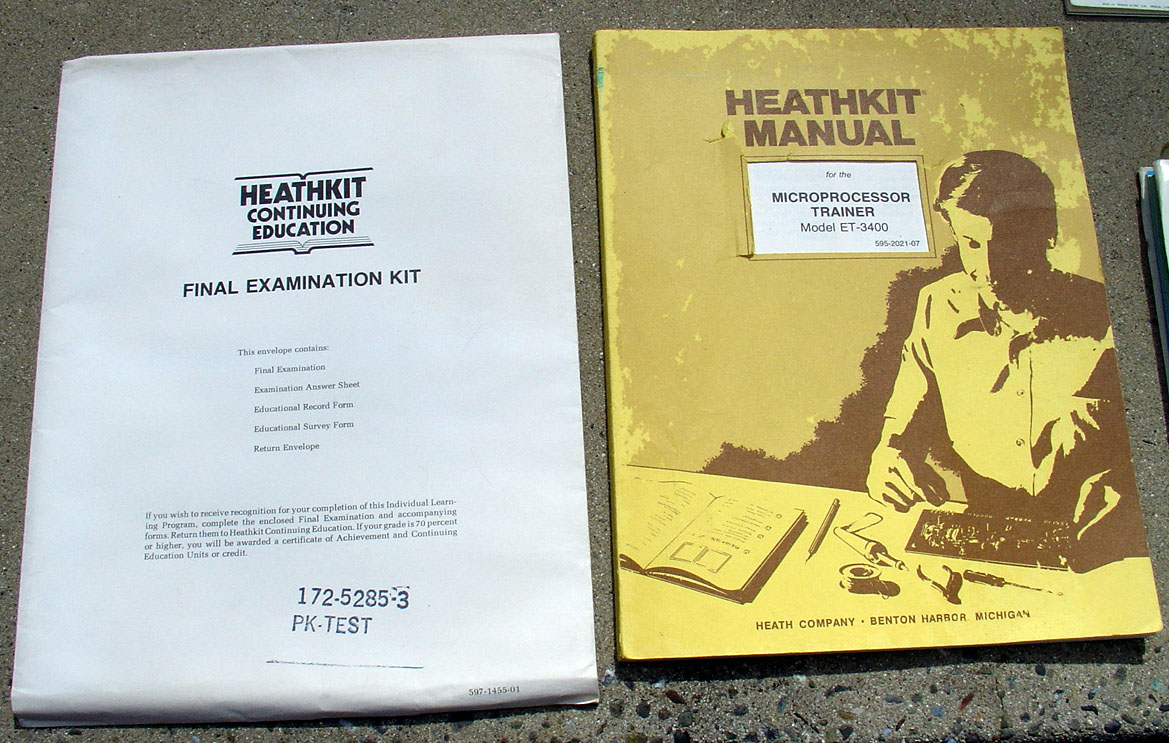 HEATHKIT
CONTINUING
EDUCATION
FINAL EXAMINATION KIT
This envelope contains:
Final Examination
Examination Answer Sheet
Educational Record Form
Educational Survey Form
Return Envelope
If you wish to receive recognition for your completion of this Individual Learn-
ing Program, complete the enclosed Final Examination and accompanying
forms. Return them to Heathkit Continuing Education. If your grade is 70 percent
or higher, you will be awarded a certificate of Achievement and Continuing
Education Units or credit.
172-5285-3
PK-TEST
597-1455-01
HEATHKIT
MANUAL
for the
MICROPROCESSOR
TRAINER
Model ET-3400
595-2021-07
HEATH COMPANY • BENTON HARBOR MICHIGAN